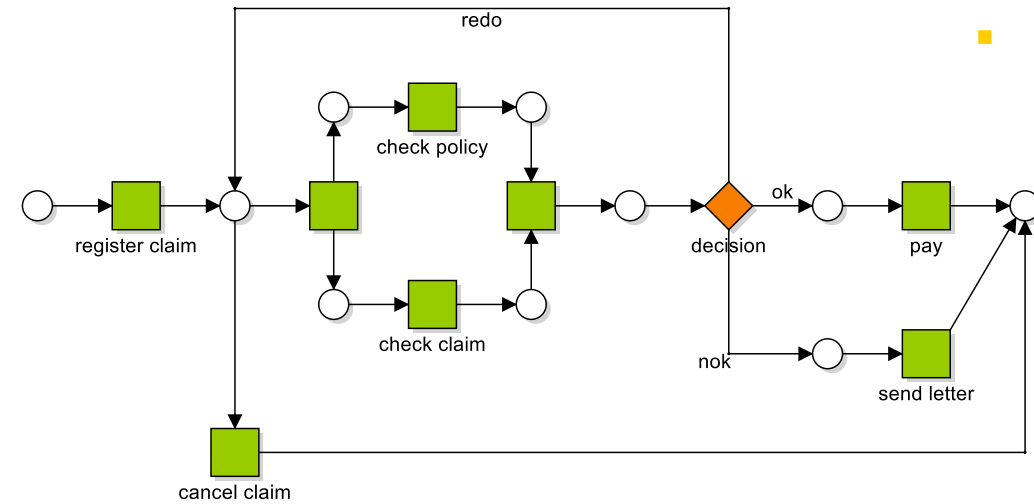 redo
check policy
ok
register claim
decision
pay
check claim
nok
send letter
cancel claim